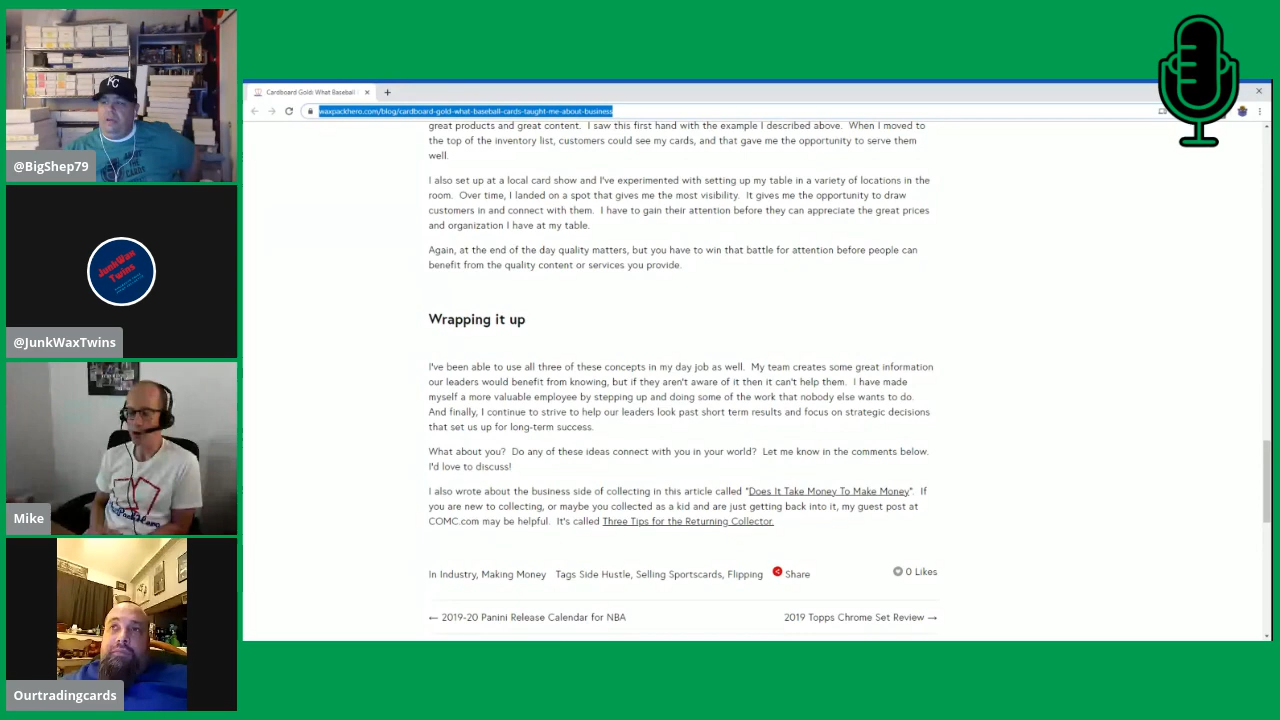 KC
@BigShep79
JunkWax
Twins
@JunkWaxTwins
Mike
Ourtradingcards
Cardboard Gold: What Baseball
waxpackhero.com/blog/cardboard-gold-what-baseball-cards-taught-me-about-business
great products and great content. I saw this first hand with the example I described above. When I moved to
the top of the inventory list, customers could see my cards, and that gave me the opportunity to serve them
well.
I also set up at a local card show and I've experimented with setting up my table in a variety of locations in the
room. Over time, I landed on a spot that gives me the most visibility. It gives me the opportunity to draw
customers in and connect with them. I have to gain their attention before they can appreciate the great prices
and organization I have at my table.
Again, at the end of the day quality matters, but you have to win that battle for attention before people can
benefit from the quality content or services you provide.
Wrapping it up
I've been able to use all three of these concepts in my day job as well. My team creates some great information
our leaders would benefit from knowing, but if they aren't aware of it then it can't help them. I have made
myself a more valuable employee by stepping up and doing some of the work that nobody else wants to do.
And finally, I continue to strive to help our leaders look past short term results and focus on strategic decisions
that set us up for long-term success.
What about you? Do any of these ideas connect with you in your world? Let me know in the comments below.
I'd love to discuss!
I also wrote about the business side of collecting in this article called "Does It Take Money To Make Money". If
you are new to collecting, or maybe you collected as a kid and are just getting back into it, my guest post at
COMC.com may be helpful. It's called Three Tips for the Returning Collector.
In Industry, Making Money Tags Side Hustle, Selling Sportscards, Flipping Share 0 Likes
← 2019-20 Panini Release Calendar for NBA 2019 Topps Chrome Set Review →